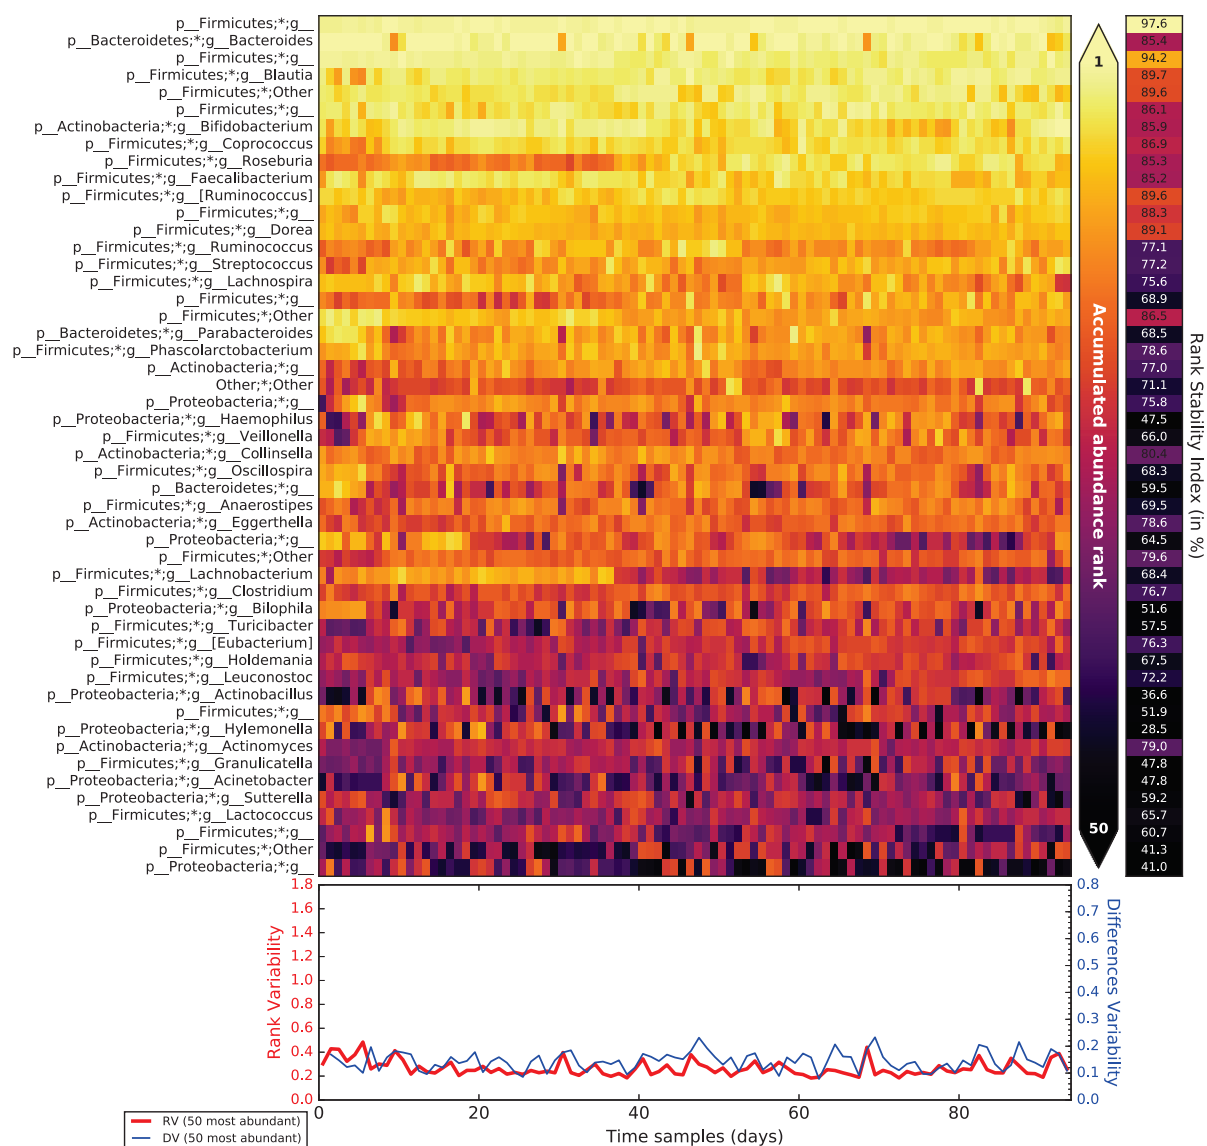 p__Firmicutes;*;g__
p__Bacteroidetes;*;g__Bacteroides
p__Firmicutes;*;g__
p__Firmicutes;*;g__Blautia
p__Firmicutes;*;Other
p__Firmicutes;*;g__
p__Actinobacteria;*;g__Bifidobacterium
p__Firmicutes;*;g__Coprococcus
p__Firmicutes;*;g__Roseburia
p__Firmicutes;*;g__Faecalibacterium
p__Firmicutes;*;g__[Ruminococcus]
p__Firmicutes;*;g__
p__Firmicutes;*;g__Dorea
p__Firmicutes;*;g__Ruminococcus
p__Firmicutes;*;g__Streptococcus
p__Firmicutes;*;g__Lachnospira
p__Firmicutes;*;g__
p__Firmicutes;*;Other
p__Bacteroidetes;*;g__Parabacteroides
p__Firmicutes;*;g__Phascolarctobacterium
p__Actinobacteria;*;g__
Other;*;Other
p__Proteobacteria;*;g__
p__Proteobacteria;*;g__Haemophilus
p__Firmicutes;*;g__Veillonella
p__Actinobacteria;*;g__Collinsella
p__Firmicutes;*;g__Oscillospira
p__Bacteroidetes;*;g__
p__Firmicutes;*;g__Anaerostipes
p__Actinobacteria;*;g__Eggerthella
p__Proteobacteria;*;g__
p__Firmicutes;*;Other
p__Firmicutes;*;g__Lachnobacterium
p__Firmicutes;*;g__Clostridium
p__Proteobacteria;*;g__Bilophila
p__Firmicutes;*;g__Turicibacter
p__Firmicutes;*;g__[Eubacterium]
p__Firmicutes;*;g__Holdemania
p__Firmicutes;*;g__Leuconostoc
p__Proteobacteria;*;g__Actinobacillus
p__Firmicutes;*;g__
p__Proteobacteria;*;g__Hylemonella
p__Actinobacteria;*;g__Actinomyces
p__Firmicutes;*;g__Granulicatella
p__Proteobacteria;*;g__Acinetobacter
p__Proteobacteria;*;g__Sutterella
p__Firmicutes;*;g__Lactococcus
p__Firmicutes;*;g__
p__Firmicutes;*;Other
p__Proteobacteria;*;g__
1
Accumulated abundance rank
50
97.6
85.4
94.2
89.7
89.6
86.1
85.9
86.9
85.3
85.2
89.6
88.3
89.1
77.1
77.2
75.6
68.9
86.5
68.5
78.6
77.0
71.1
75.8
47.5
66.0
80.4
68.3
59.5
69.5
78.6
64.5
79.6
68.4
76.7
51.6
57.5
76.3
67.5
72.2
36.6
51.9
28.5
79.0
47.8
47.8
59.2
65.7
60.7
41.3
41.0
Rank Stability Index (in %)
1.8
1.6
1.4
1.2
1.0
0.8
0.6
0.4
0.2
0.0
Rank Variability
0.8
0.7
0.6
0.5
0.4
0.3
0.2
0.1
0.0
Differences Variability
0 20 40 60 80
Time samples (days)
RV (50 most abundant)
DV (50 most abundant)